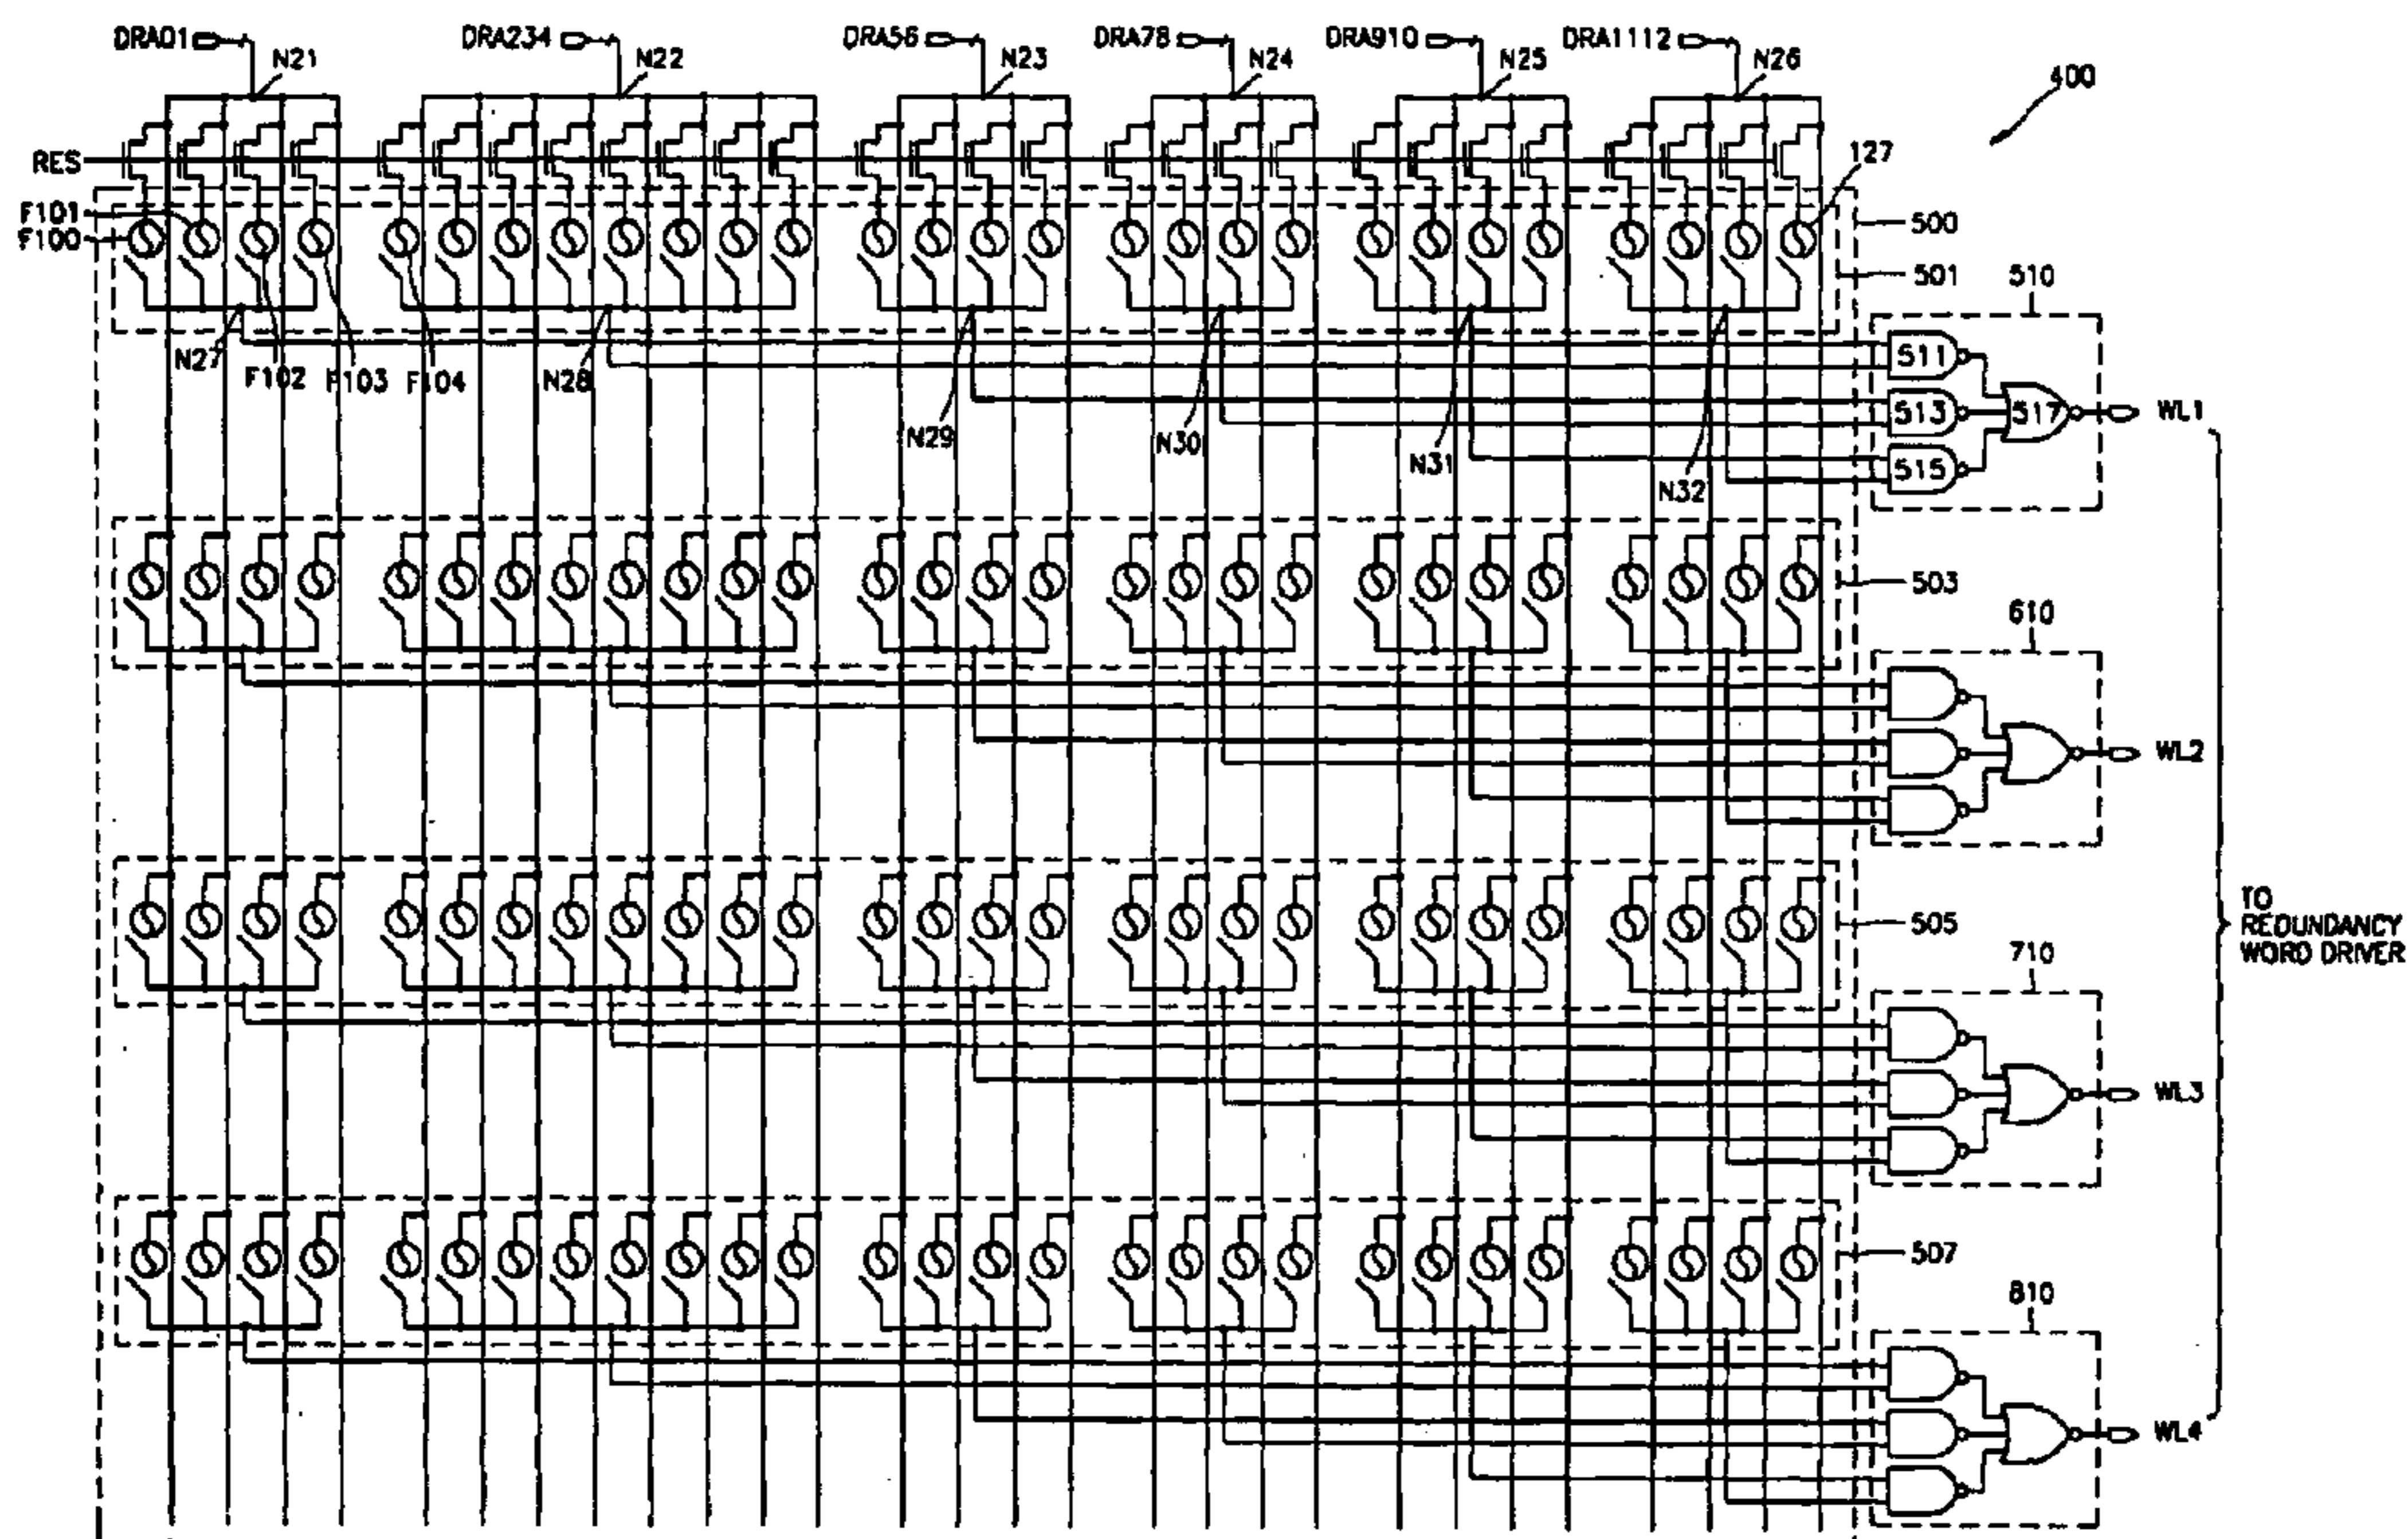 DRA01
DRA234
DRA56
DRA78
DRA910
DRA1112
N21
N22
N23
N24
N25
N26
400
RES
127
F101
F100
500
501
510
N27
F102
F103
F104
N28
N29
N30
N31
N32
511
513
515
517
WL1
503
610
WL2
505
TO
REDUNDANCY
WORD DRIVER
710
WL3
507
810
WL4